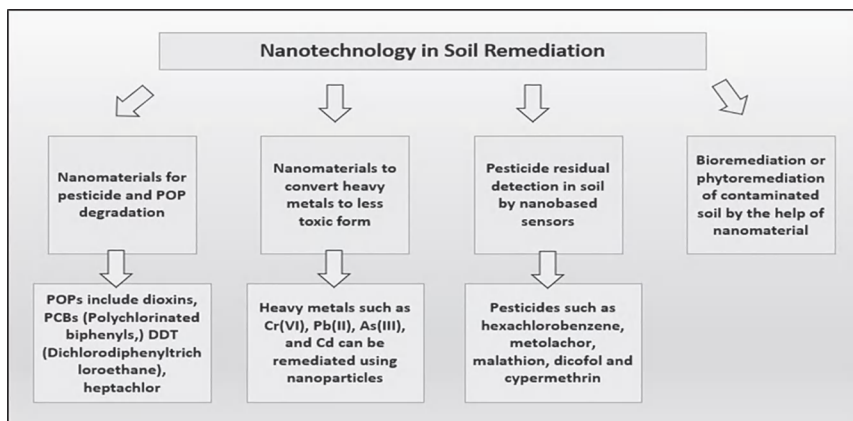 Nanotechnology in Soil Remediation
Nanomaterials for
pesticide and POP
degradation
Nanomaterials to
convert heavy
metals to less
toxic form
Pesticide residual
detection in soil
by nanobased
sensors
Bioremediation or
phytoremediation
of contaminated
soil by the help of
nanomaterial
POPs include dioxins,
PCBs (Polychlorinated
biphenyls,) DDT
(Dichlorodiphenyltrich
loroethane),
heptachlor
Heavy metals such as
Cr(VI), Pb(II), As(III),
and Cd can be
remediated using
nanoparticles
Pesticides such as
hexachlorobenzene,
metolachor,
malathion, dicofol and
cypermethrin